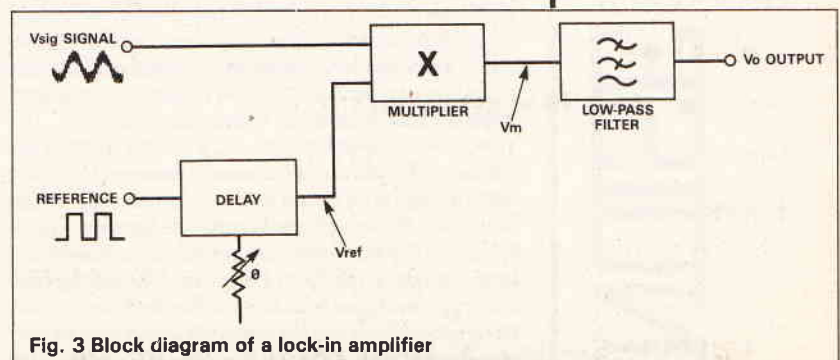 Vsig SIGNAL
X
MULTIPLIER
Vm
LOW-PASS
FILTER
Vo OUTPUT
REFERENCE
DELAY
Vref
θ
Fig. 3 Block diagram of a lock-in amplifier